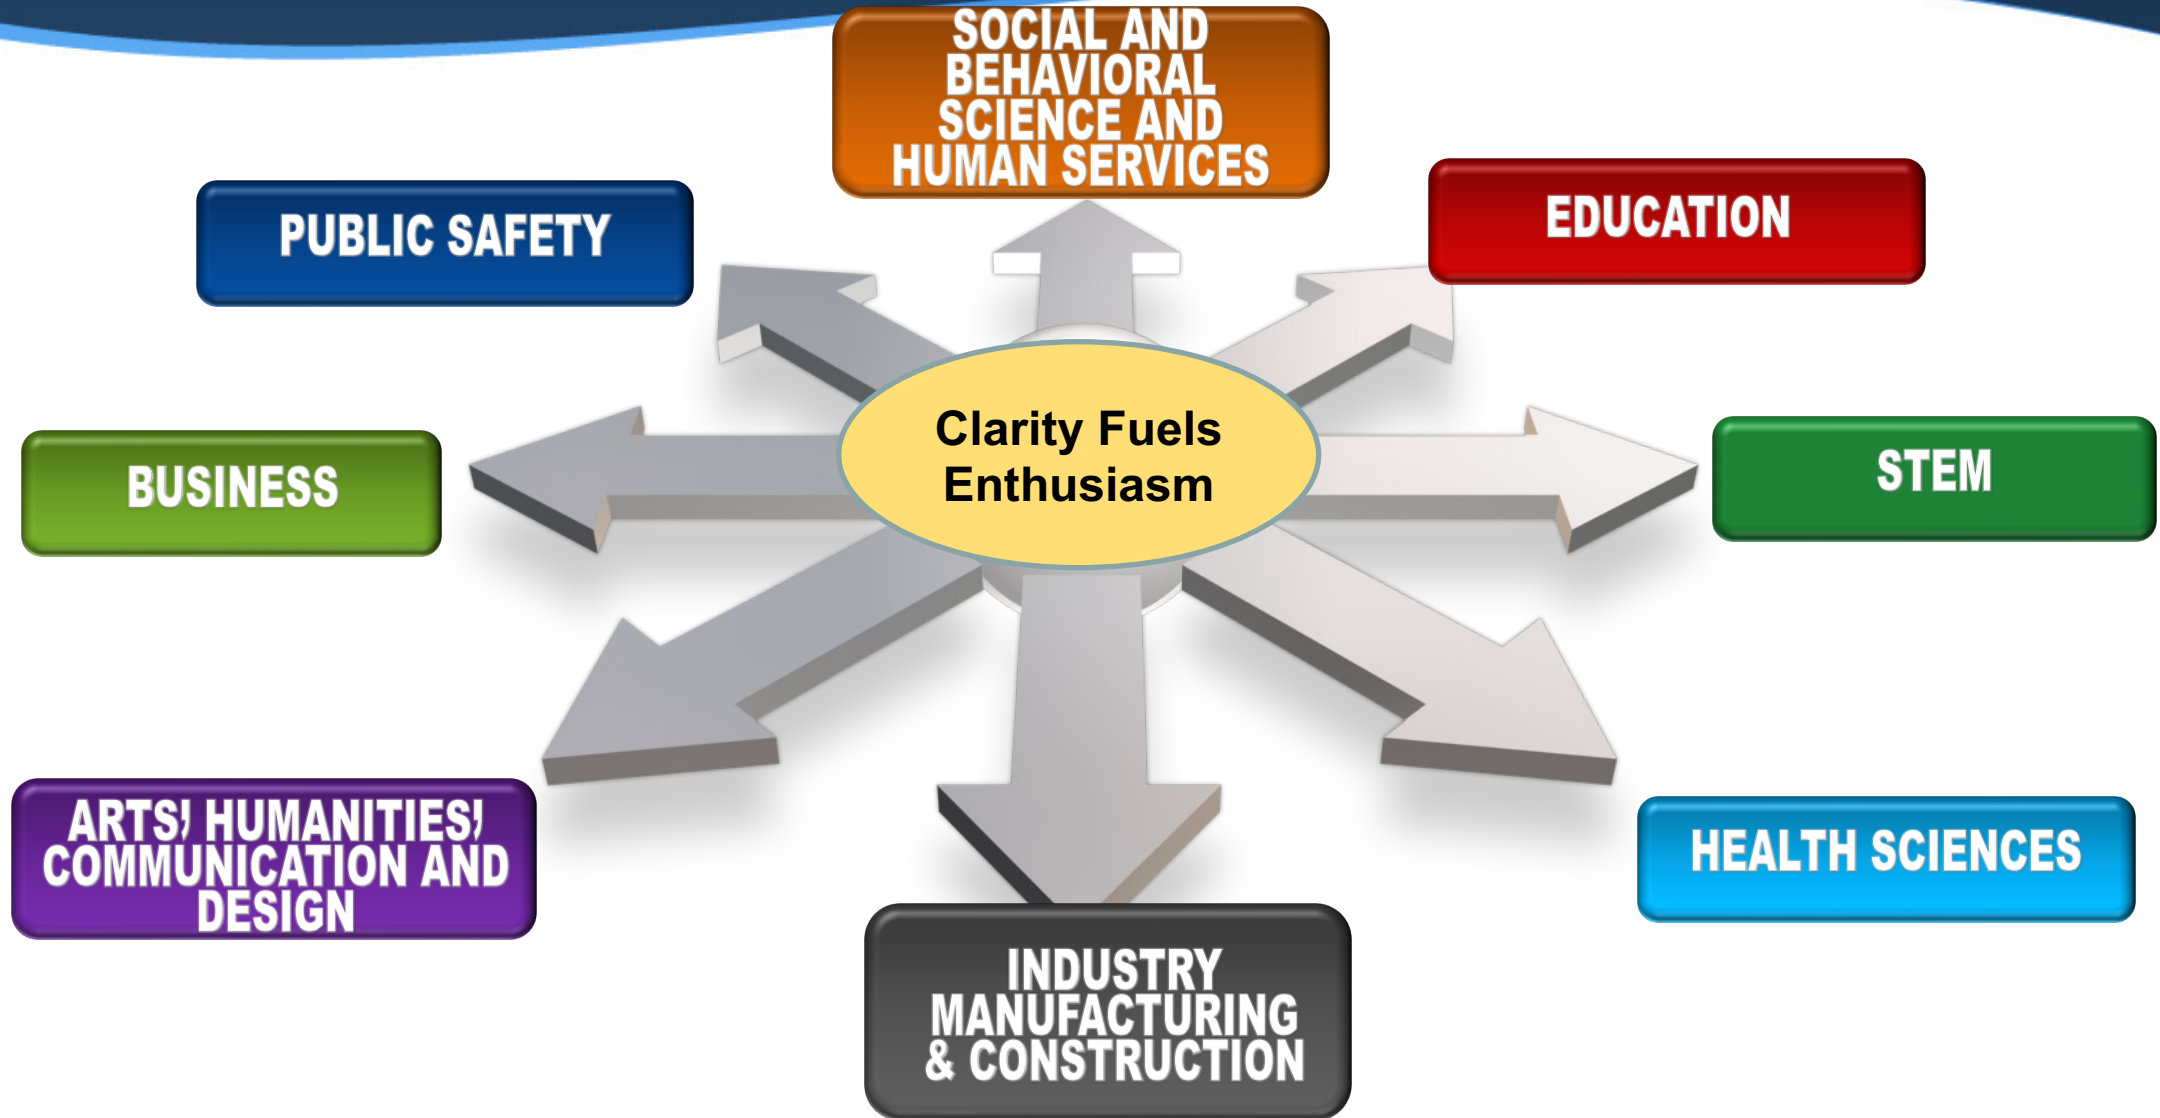 SOCIAL AND
BEHAVIORAL
SCIENCE AND
HUMAN SERVICES
PUBLIC SAFETY
EDUCATION
Clarity Fuels
Enthusiasm
BUSINESS
STEM
ARTS, HUMANITIES,
COMMUNICATION AND
DESIGN
HEALTH SCIENCES
INDUSTRY
MANUFACTURING
& CONSTRUCTION